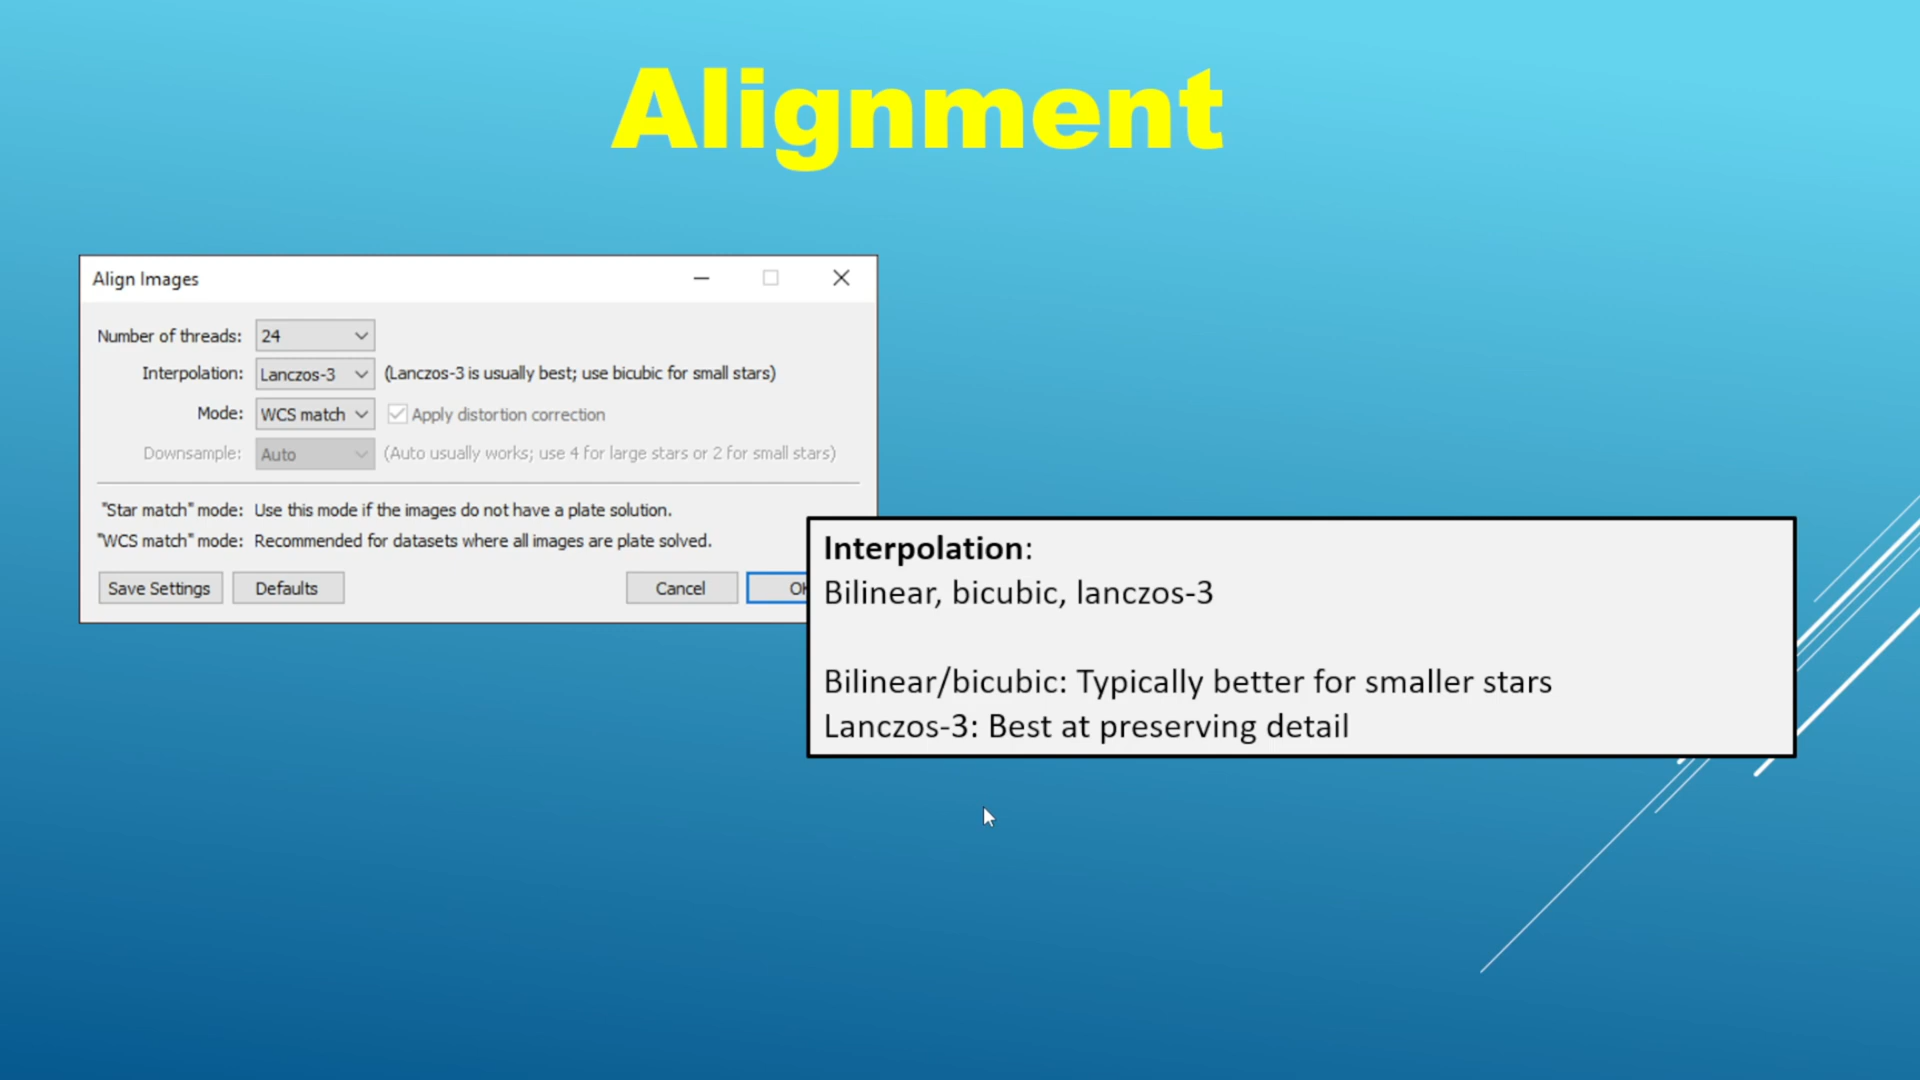 Alignment
Align Images
Number of threads: 24
Interpolation: Lanczos-3 (Lanczos-3 is usually best; use bicubic for small stars)
Mode: WCS match Apply distortion correction
Downsample: Auto (Auto usually works; use 4 for large stars or 2 for small stars)
"Star match" mode: Use this mode if the images do not have a plate solution.
"WCS match" mode: Recommended for datasets where all images are plate solved.
Save Settings Defaults Cancel
Interpolation:
Bilinear, bicubic, lanczos-3
Bilinear/bicubic: Typically better for smaller stars
Lanczos-3: Best at preserving detail